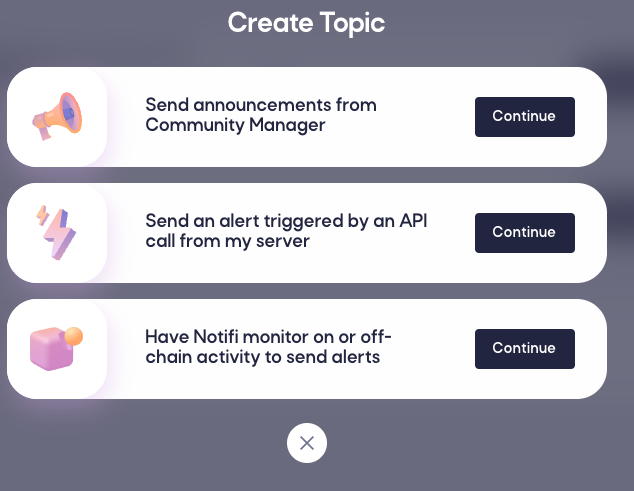 Create Topic
Send announcements from
Community Manager
Continue
Send an alert triggered by an API
call from my server
Continue
Have Notifi monitor on or off-
chain activity to send alerts
Continue